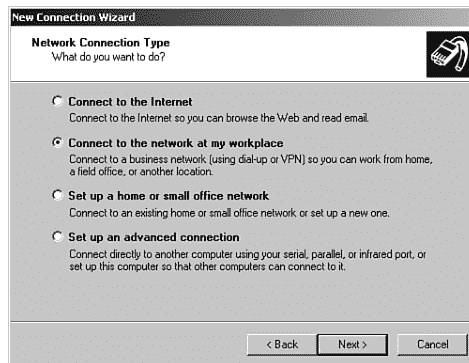 New Connection Wizard
Network Connection Type
What do you want to do?
Connect to the Internet
Connect to the Internet so you can browse the Web and read email.
Connect to the network at my workplace
Connect to a business network (using dial-up or VPN) so you can work from home,
a field office, or another location.
Set up a home or small office network
Connect to an existing home or small office network or set up a new one.
Set up an advanced connection
Connect directly to another computer using your serial, parallel, or infrared port, or
set up this computer so that other computers can connect to it.
< Back
Next >
Cancel